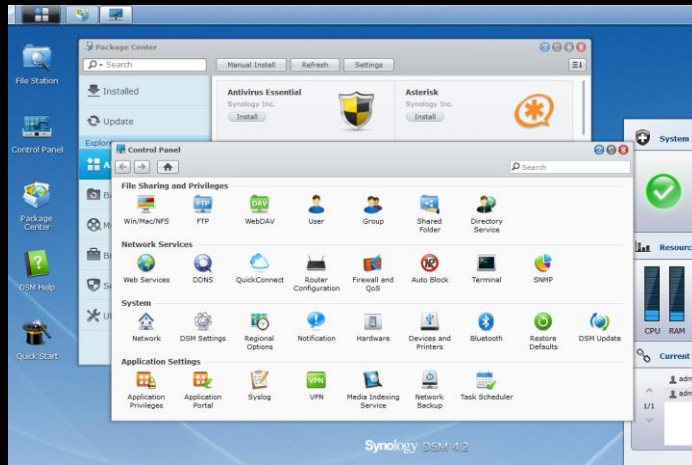 File Station
Control Panel
Package
Center
DSM Help
Quick Start
Package Center
Search
Manual Install Refresh Settings
Installed
Update
Explore
Antivirus Essential
Synology Inc.
Install
Asterisk
Synology Inc.
Install
Control Panel
Search
File Sharing and Privileges
Win/Mac/NFS FTP WebDAV User Group Shared Folder Directory Service
Network Services
Web Services DDNS QuickConnect Router Configuration Firewall and QoS Auto Block Terminal SNMP
System
Network DSM Settings Regional Options Notification Hardware Devices and Printers Bluetooth Restore Defaults DSM Update
Application Settings
Application Privileges Application Portal Syslog VPN Media Indexing Service Network Backup Task Scheduler
System
Resourc
CPU RAM
Current
adm
adm
1/1
Synology DSM 4.2